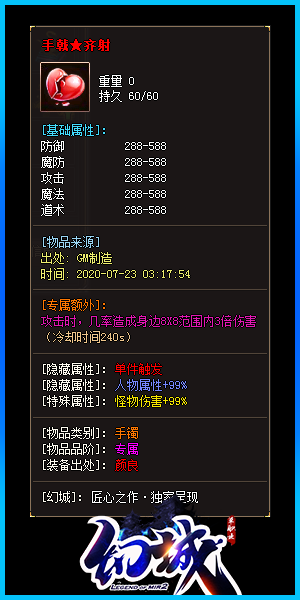 手戟★齐射
重量 0
持久 60/60
[基础属性]:
防御 288-588
魔防 288-588
攻击 288-588
魔法 288-588
道术 288-588
[物品来源]
出处: GM制造
时间: 2020-07-23 03:17:54
[专属额外]:
攻击时，几率造成身边8X8范围内3倍伤害
（冷却时间240s）
[隐藏属性]: 单件触发
[隐藏属性]: 人物属性+99%
[特殊属性]: 怪物伤害+99%
[物品类别]: 手镯
[物品品阶]: 专属
[装备出处]: 颜良
[幻城]: 匠心之作·独家呈现
幻城
LEGEND OF MIR2